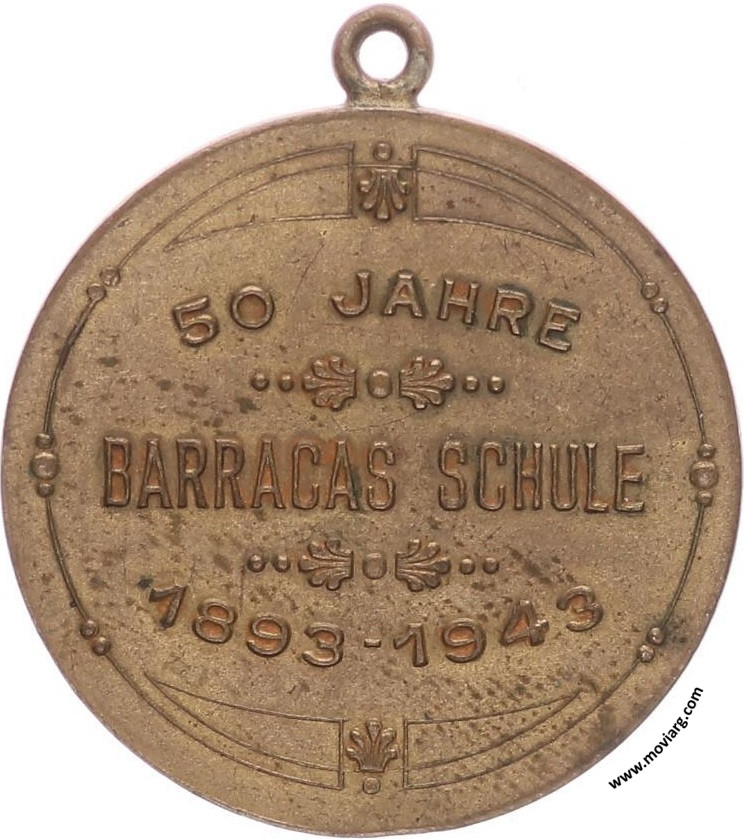 50 JAHRE
BARRACAS SCHULE
1893-1943
www.moviarg.com